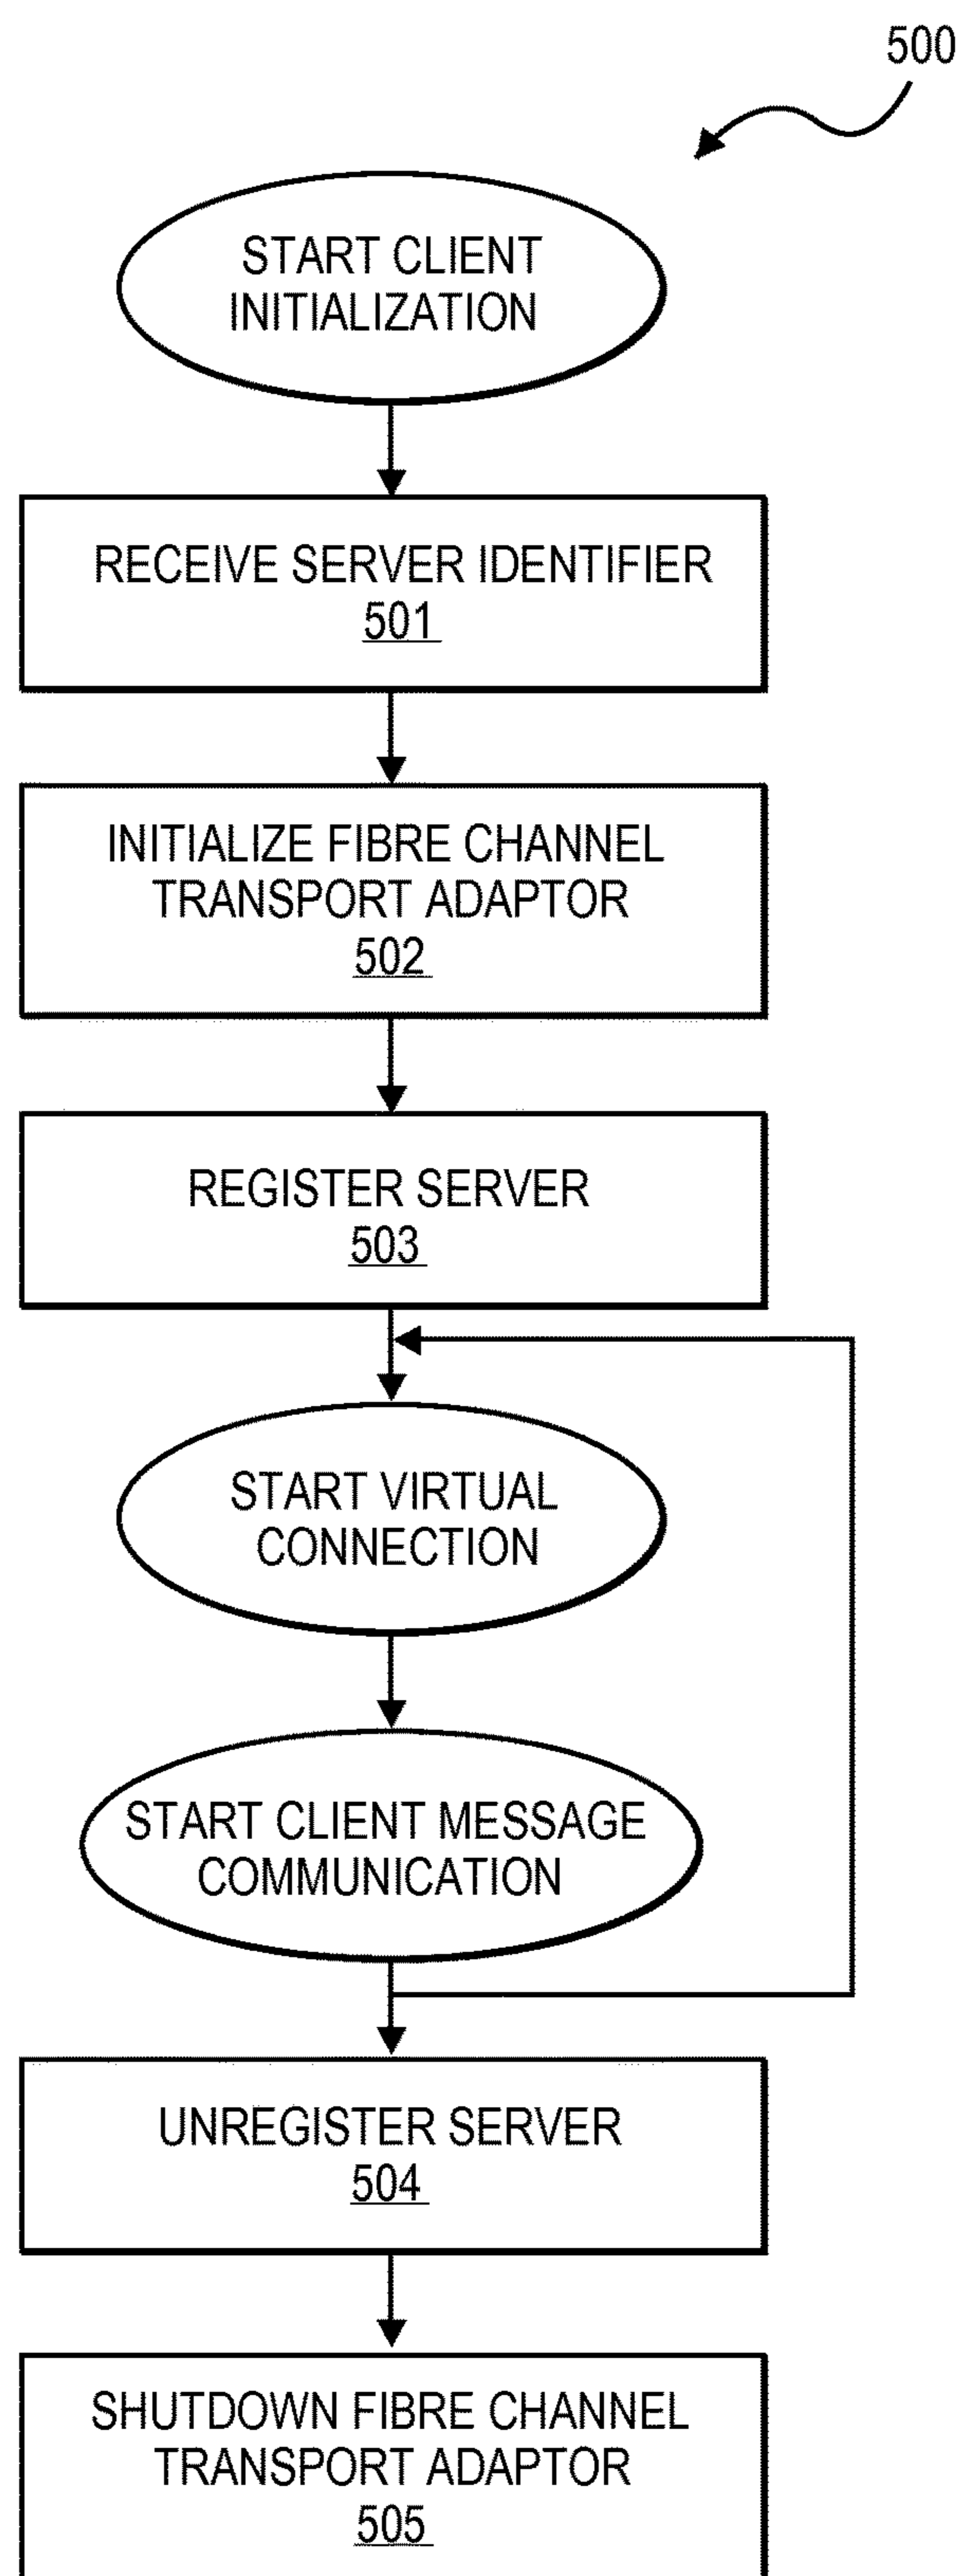 500
START CLIENT
INITIALIZATION
RECEIVE SERVER IDENTIFIER
501
INITIALIZE FIBRE CHANNEL
TRANSPORT ADAPTOR
502
REGISTER SERVER
503
START VIRTUAL
CONNECTION
START CLIENT MESSAGE
COMMUNICATION
UNREGISTER SERVER
504
SHUTDOWN FIBRE CHANNEL
TRANSPORT ADAPTOR
505